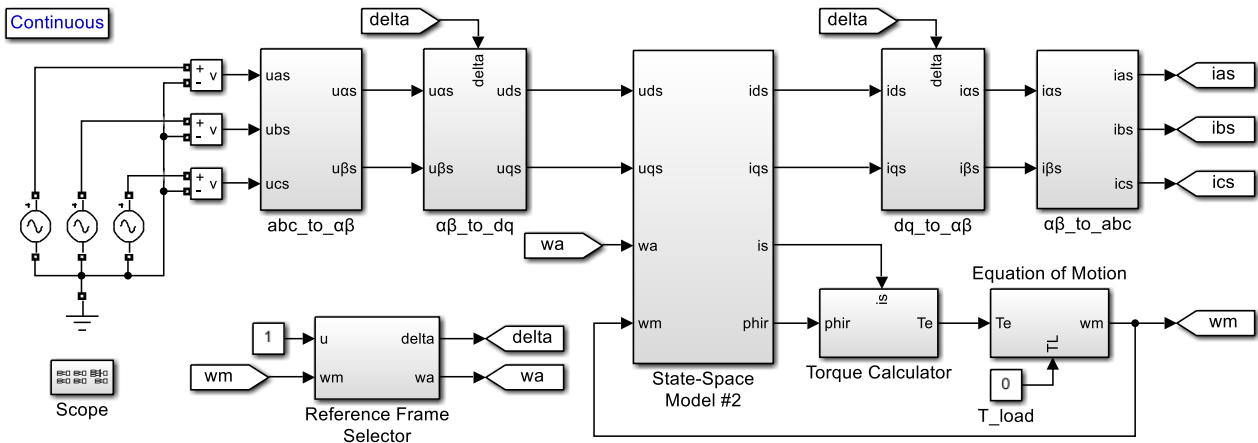 Continuous
delta
delta
+
v
-
+
v
-
+
v
-
uas
ubs
ucs
uαs
uβs
abc_to_αβ
delta
uαs
uβs
uds
uqs
αβ_to_dq
uds
uqs
wa
wm
ids
iqs
is
phir
State-Space
Model #2
wa
delta
ids
iqs
iαs
iβs
dq_to_αβ
iαs
iβs
ias
ibs
ics
αβ_to_abc
ias
ibs
ics
Scope
1
wm
u
wm
delta
wa
Reference Frame
Selector
delta
wa
is
phir
Te
Torque Calculator
Equation of Motion
Te
wm
TL
0
T_load
wm